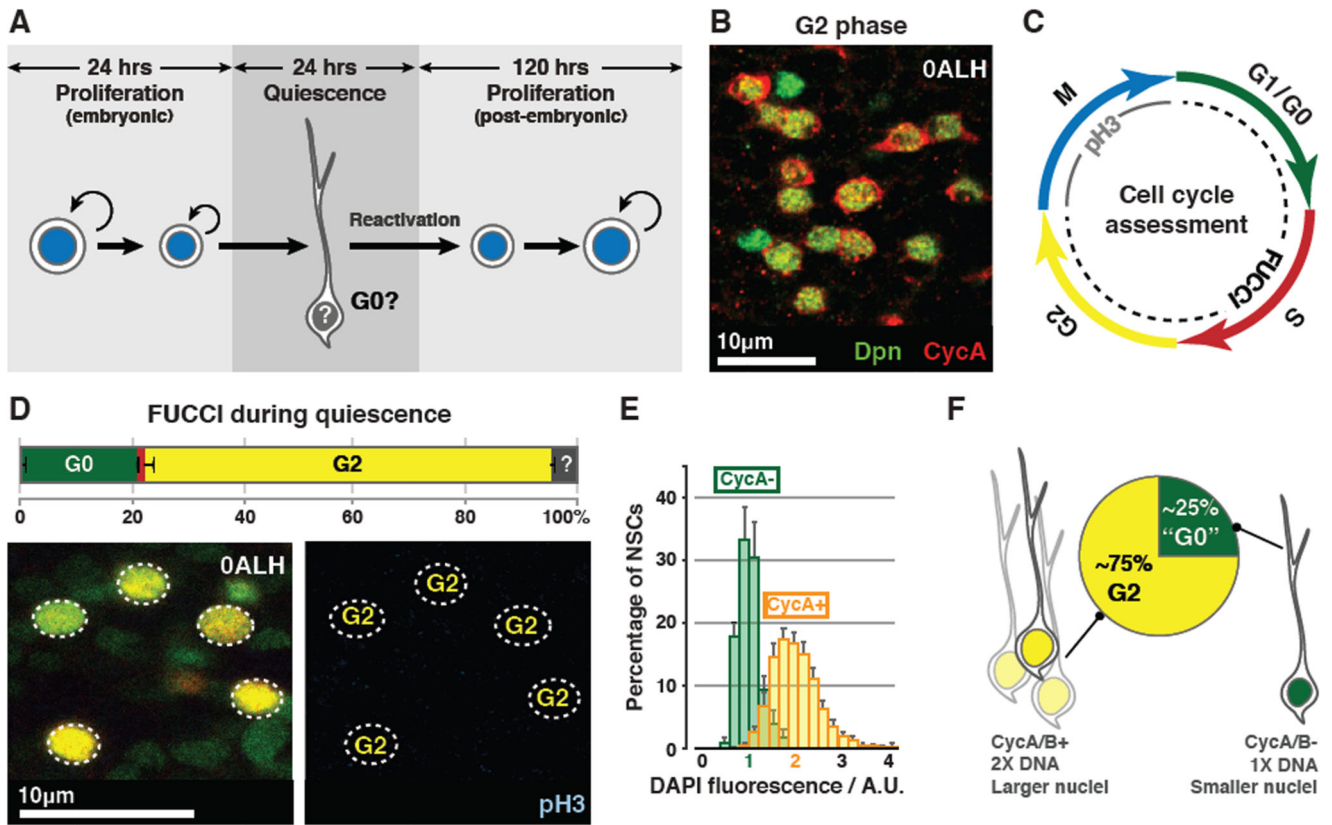 A
24 hrs
Proliferation
(embryonic)
24 hrs
Quiescence
120 hrs
Proliferation
(post-embryonic)
Reactivation
?
G0?
B
G2 phase
0ALH
10μm
Dpn
CycA
C
M
G1/G0
pH3
Cell cycle
assessment
FUCCI
G2
S
D
FUCCI during quiescence
G0
G2
?
0
20
40
60
80
100%
0ALH
10μm
G2
G2
G2
G2
G2
pH3
E
CycA-
CycA+
Percentage of NSCs
40
30
20
10
0
0
1
2
3
4
DAPI fluorescence / A.U.
F
~25%
“G0”
~75%
G2
CycA/B+
2X DNA
Larger nuclei
CycA/B-
1X DNA
Smaller nuclei